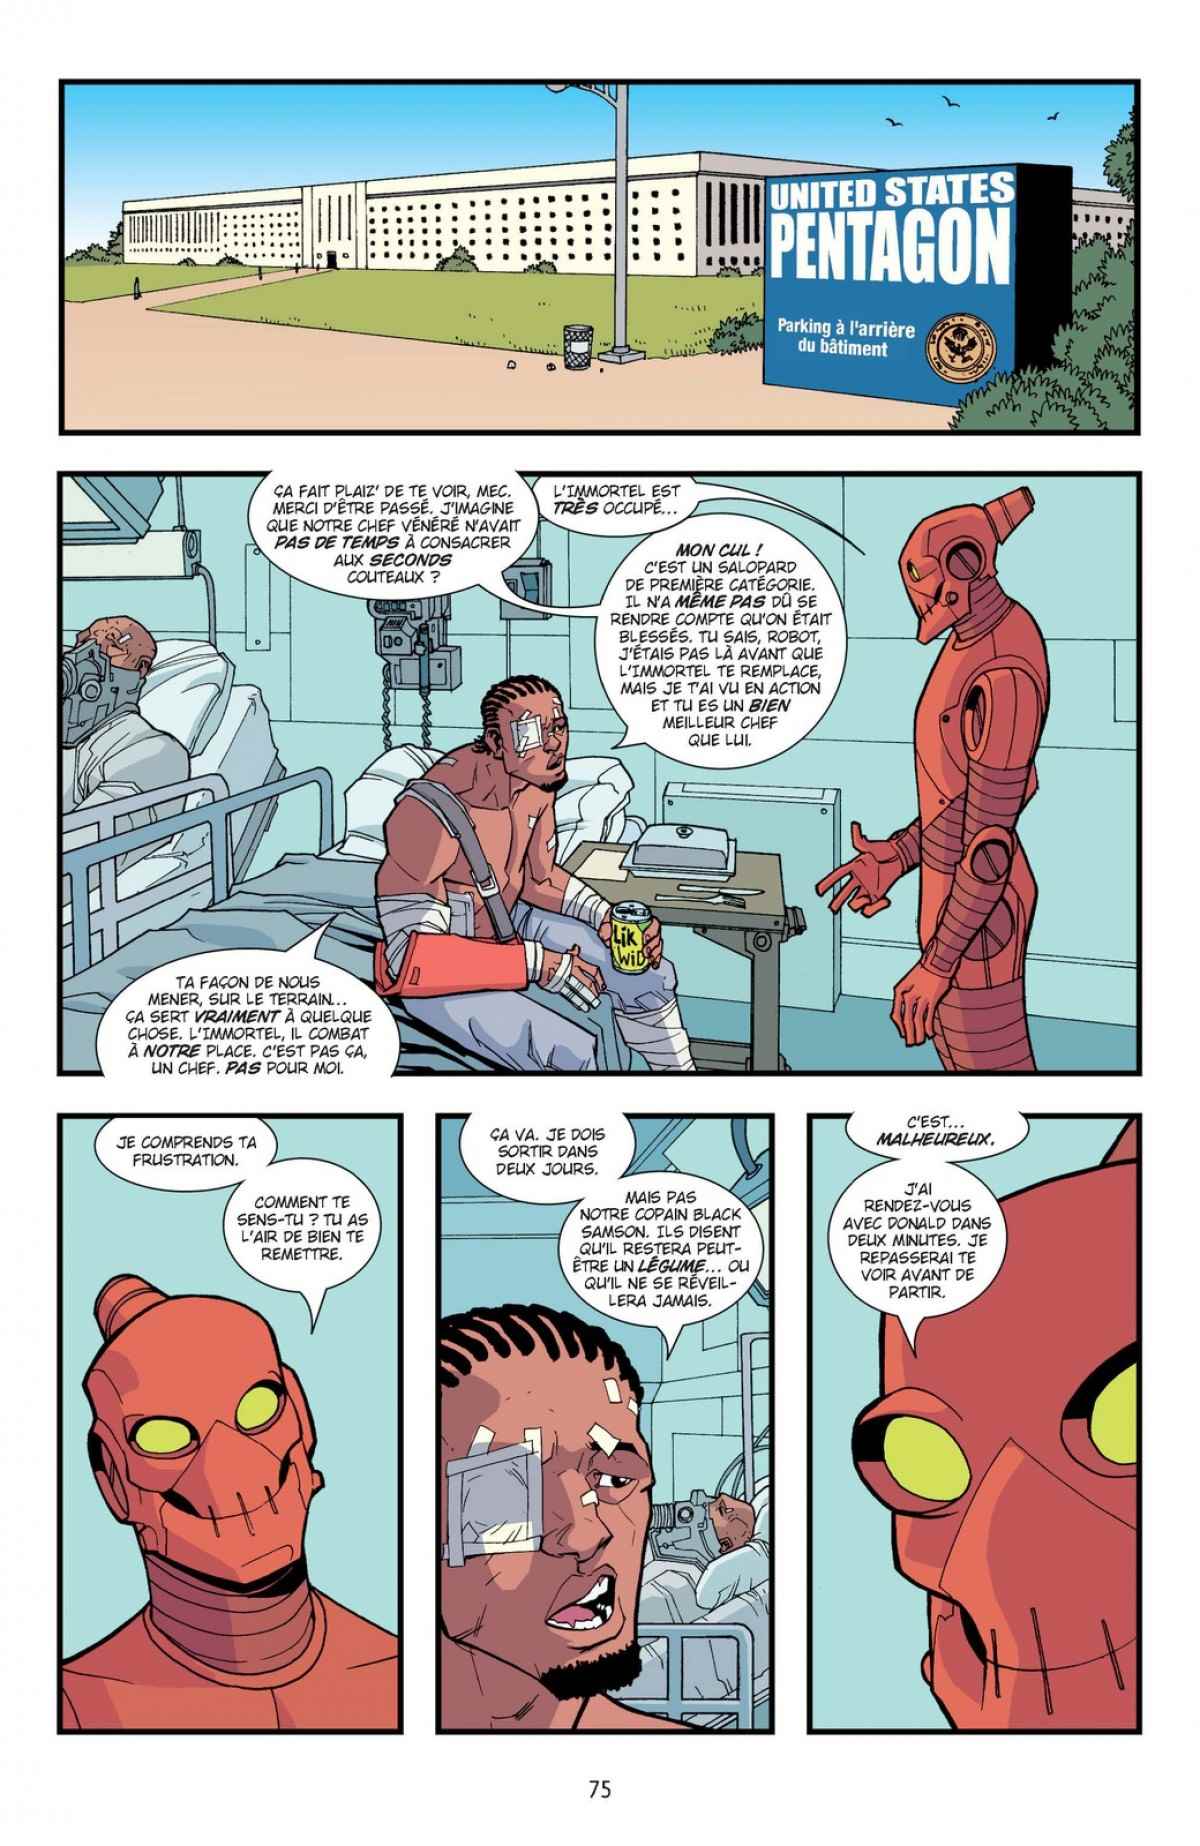 UNITED STATES
PENTAGON
Parking à l'arrière
du bâtiment
ÇA FAIT PLAIZ' DE TE VOIR, MEC.
MERCI D'ÊTRE PASSÉ. J'IMAGINE
QUE NOTRE CHEF VÉNÉRÉ N'AVAIT
PAS DE TEMPS À CONSACRER
AUX SECONDS
COUTEAUX ?
L'IMMORTEL EST
TRÈS OCCUPÉ...
MON CUL !
C'EST UN SALOPARD
DE PREMIÈRE CATÉGORIE.
IL N'A MÊME PAS DÛ SE
RENDRE COMPTE QU'ON ÉTAIT
BLESSÉS. TU SAIS, ROBOT,
J'ÉTAIS PAS LÀ AVANT QUE
L'IMMORTEL TE REMPLACE,
MAIS JE T'AI VU EN ACTION
ET TU ES UN BIEN
MEILLEUR CHEF
QUE LUI.
LiK
WiD
TA FAÇON DE NOUS
MENER, SUR LE TERRAIN...
ÇA SERT VRAIMENT À QUELQUE
CHOSE. L'IMMORTEL, IL COMBAT
À NOTRE PLACE. C'EST PAS ÇA,
UN CHEF. PAS POUR MOI.
JE COMPRENDS TA
FRUSTRATION.
COMMENT TE
SENS-TU ? TU AS
L'AIR DE BIEN TE
REMETTRE.
ÇA VA. JE DOIS
SORTIR DANS
DEUX JOURS.
MAIS PAS
NOTRE COPAIN BLACK
SAMSON. ILS DISENT
QU'IL RESTERA PEUT-
ÊTRE UN LÉGUME... OU
QU'IL NE SE RÉVEIL-
LERA JAMAIS.
C'EST...
MALHEUREUX.
J'AI
RENDEZ-VOUS
AVEC DONALD DANS
DEUX MINUTES. JE
REPASSERAI TE
VOIR AVANT DE
PARTIR.
75